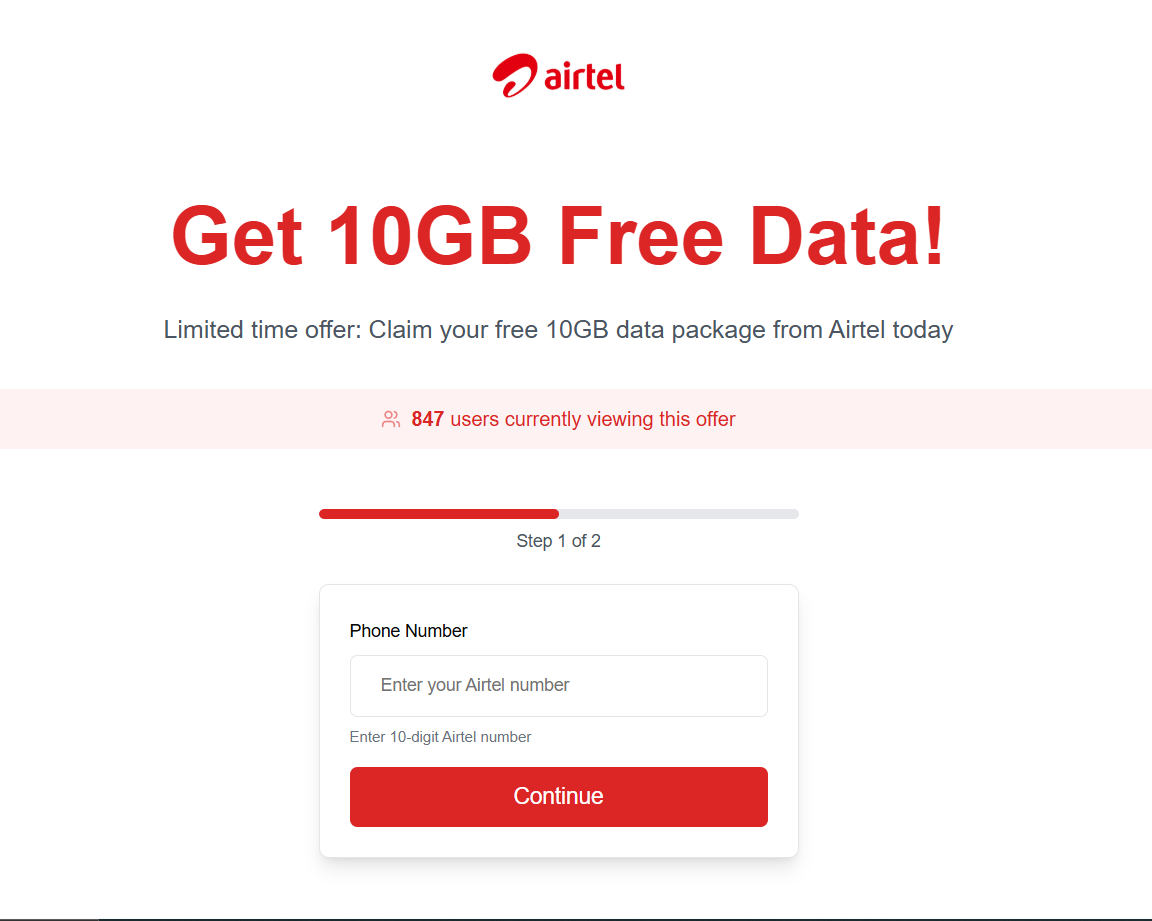 airtel
Get 10GB Free Data!
Limited time offer: Claim your free 10GB data package from Airtel today
847 users currently viewing this offer
Step 1 of 2
Phone Number
Enter your Airtel number
Enter 10-digit Airtel number
Continue